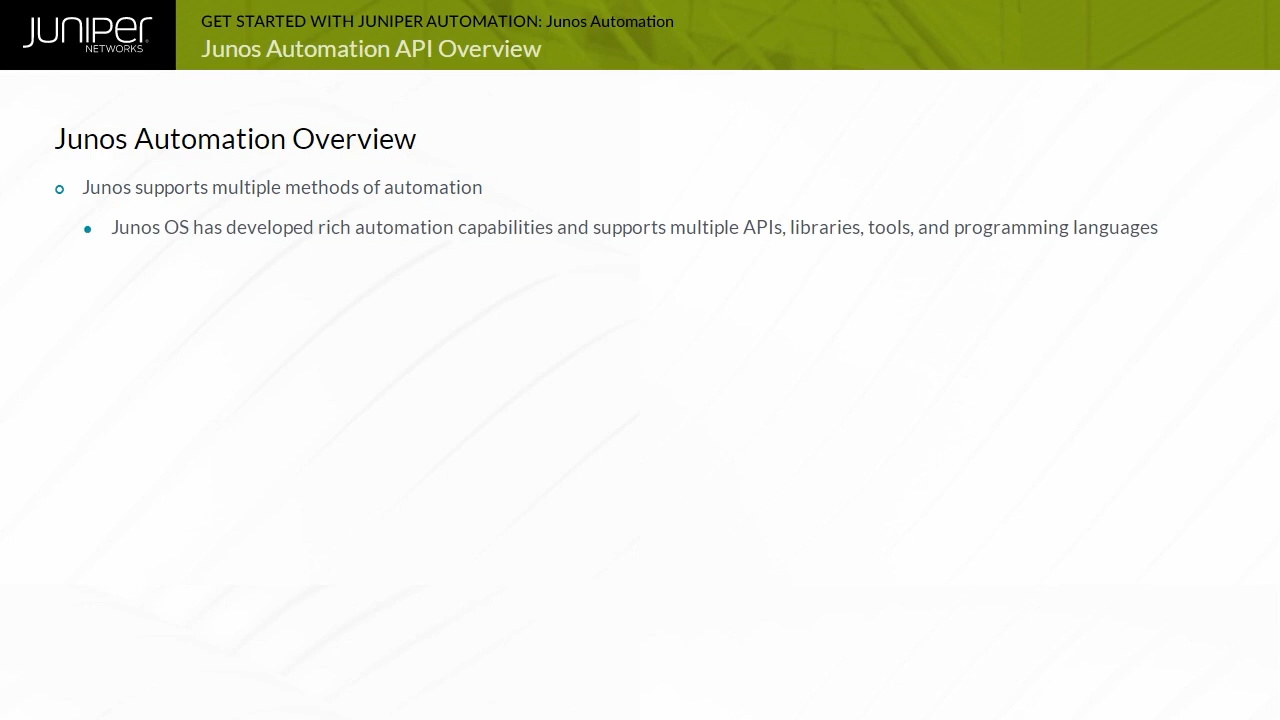 JUNIPER
NETWORKS
GET STARTED WITH JUNIPER AUTOMATION: Junos Automation
Junos Automation API Overview
Junos Automation Overview
Junos supports multiple methods of automation
Junos OS has developed rich automation capabilities and supports multiple APIs, libraries, tools, and programming languages